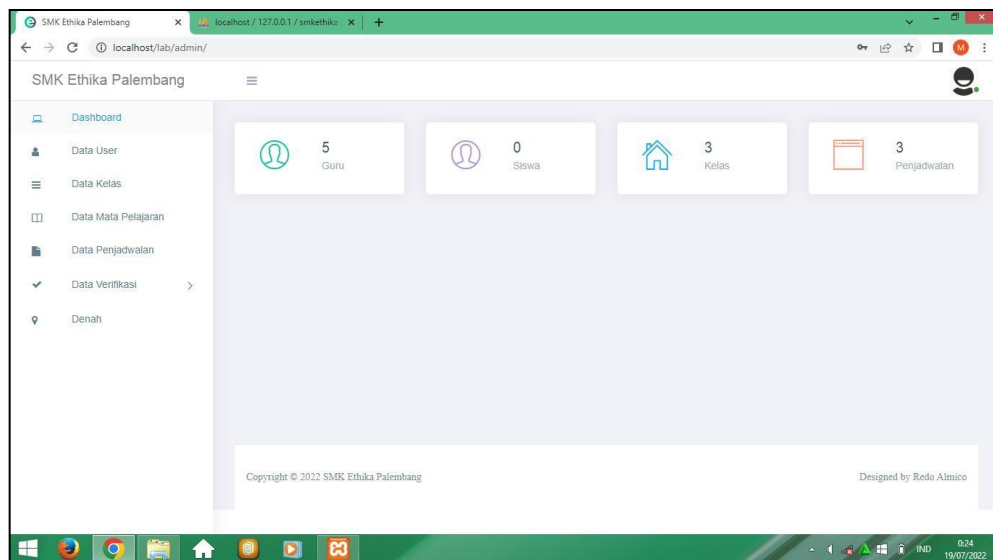 SMK Ethika Palembang
localhost / 127.0.0.1 / smkethika
localhost/lab/admin/
M
SMK Ethika Palembang
Dashboard
Data User
Data Kelas
Data Mata Pelajaran
Data Penjadwalan
Data Verifikasi
Denah
5
Guru
0
Siswa
3
Kelas
3
Penjadwalan
Copyright © 2022 SMK Ethika Palembang
Designed by Redo Almico
IND
0:24
19/07/2022